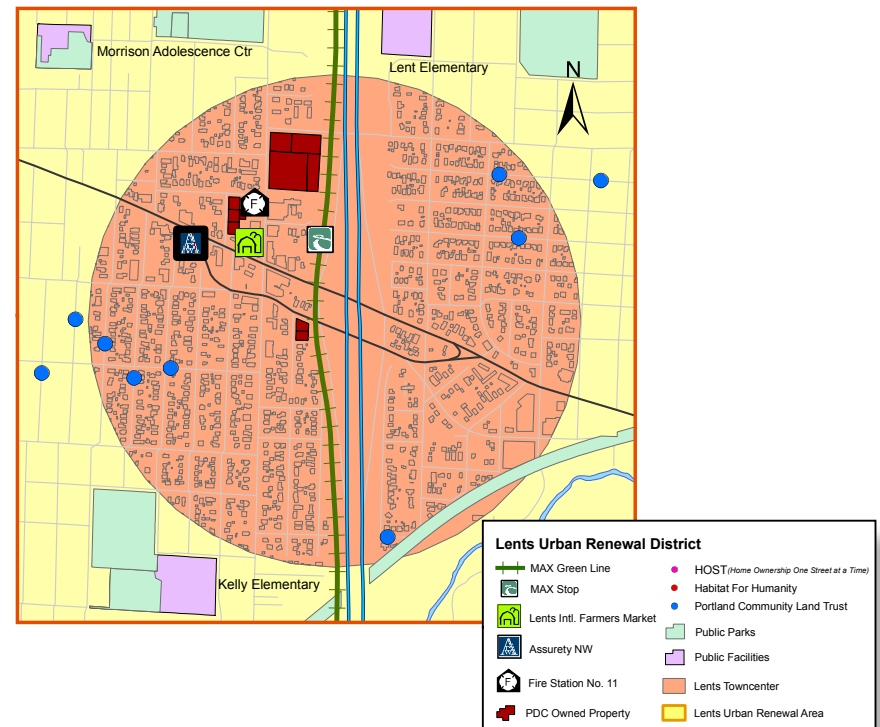 Morrison Adolescence Ctr
Lent Elementary
N
F
Kelly Elementary
Lents Urban Renewal District
MAX Green Line
MAX Stop
Lents Intl. Farmers Market
Assurety NW
F
Fire Station No. 11
PDC Owned Property
HOST (Home Ownership One Street at a Time)
Habitat For Humanity
Portland Community Land Trust
Public Parks
Public Facilities
Lents Towncenter
Lents Urban Renewal Area